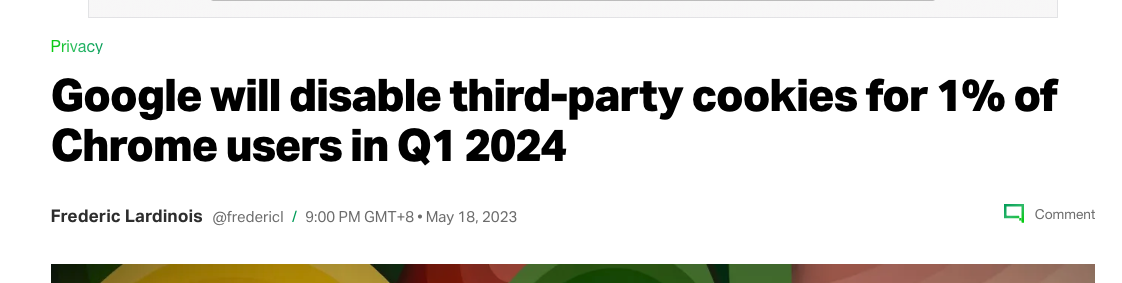 Privacy
Google will disable third-party cookies for 1% of
Chrome users in Q1 2024
Frederic Lardinois @fredericl / 9:00 PM GMT+8 • May 18, 2023
Comment